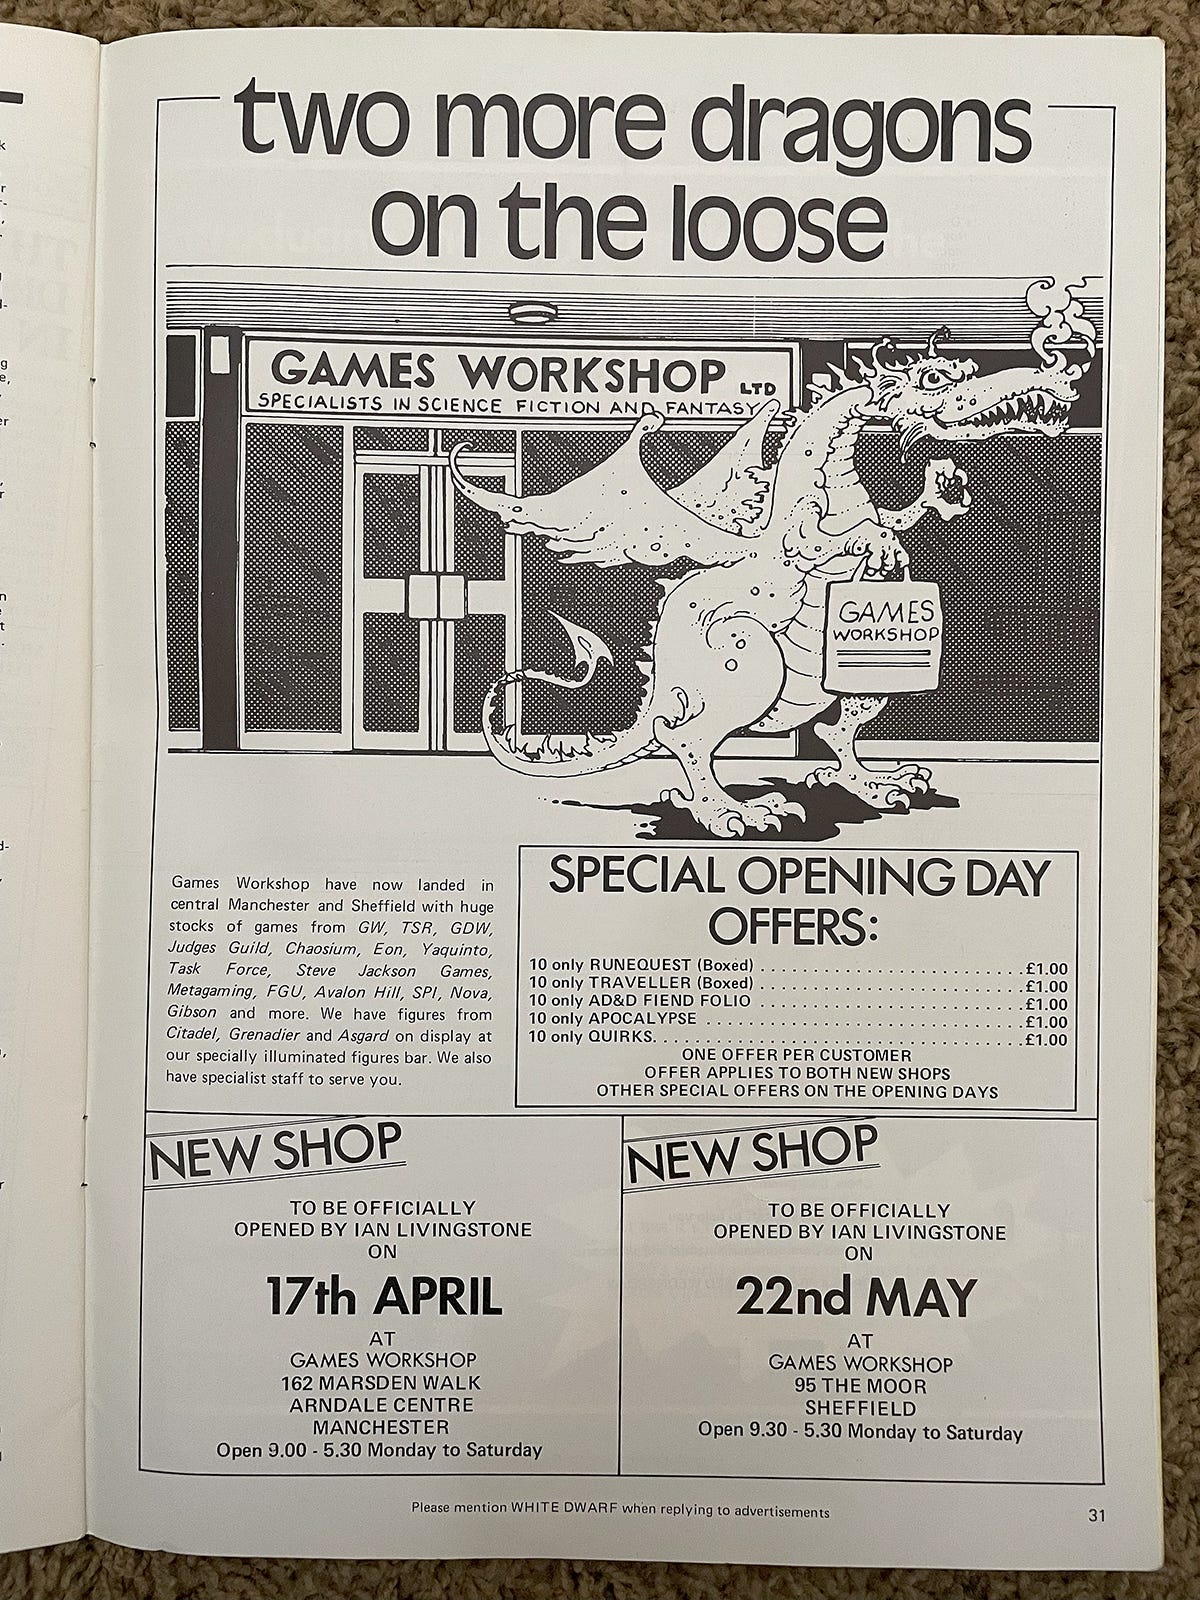 two more dragons
on the loose
GAMES WORKSHOP LTD
SPECIALISTS IN SCIENCE FICTION AND FANTASY
GAMES
WORKSHOP
Games Workshop have now landed in
central Manchester and Sheffield with huge
stocks of games from GW, TSR, GDW,
Judges Guild, Chaosium, Eon, Yaquinto,
Task Force, Steve Jackson Games,
Metagaming, FGU, Avalon Hill, SPI, Nova,
Gibson and more. We have figures from
Citadel, Grenadier and Asgard on display at
our specially illuminated figures bar. We also
have specialist staff to serve you.
SPECIAL OPENING DAY
OFFERS:
10 only RUNEQUEST (Boxed) . . . . . . . . . . . . . . . . . . . . . . . . . . £1.00
10 only TRAVELLER (Boxed) . . . . . . . . . . . . . . . . . . . . . . . . . . £1.00
10 only AD&D FIEND FOLIO . . . . . . . . . . . . . . . . . . . . . . . . . . £1.00
10 only APOCALYPSE . . . . . . . . . . . . . . . . . . . . . . . . . . . . . . . £1.00
10 only QUIRKS. . . . . . . . . . . . . . . . . . . . . . . . . . . . . . . . . . . . £1.00
ONE OFFER PER CUSTOMER
OFFER APPLIES TO BOTH NEW SHOPS
OTHER SPECIAL OFFERS ON THE OPENING DAYS
NEW SHOP
TO BE OFFICIALLY
OPENED BY IAN LIVINGSTONE
ON
17th APRIL
AT
GAMES WORKSHOP
162 MARSDEN WALK
ARNDALE CENTRE
MANCHESTER
Open 9.00 - 5.30 Monday to Saturday
NEW SHOP
TO BE OFFICIALLY
OPENED BY IAN LIVINGSTONE
ON
22nd MAY
AT
GAMES WORKSHOP
95 THE MOOR
SHEFFIELD
Open 9.30 - 5.30 Monday to Saturday
Please mention WHITE DWARF when replying to advertisements
31